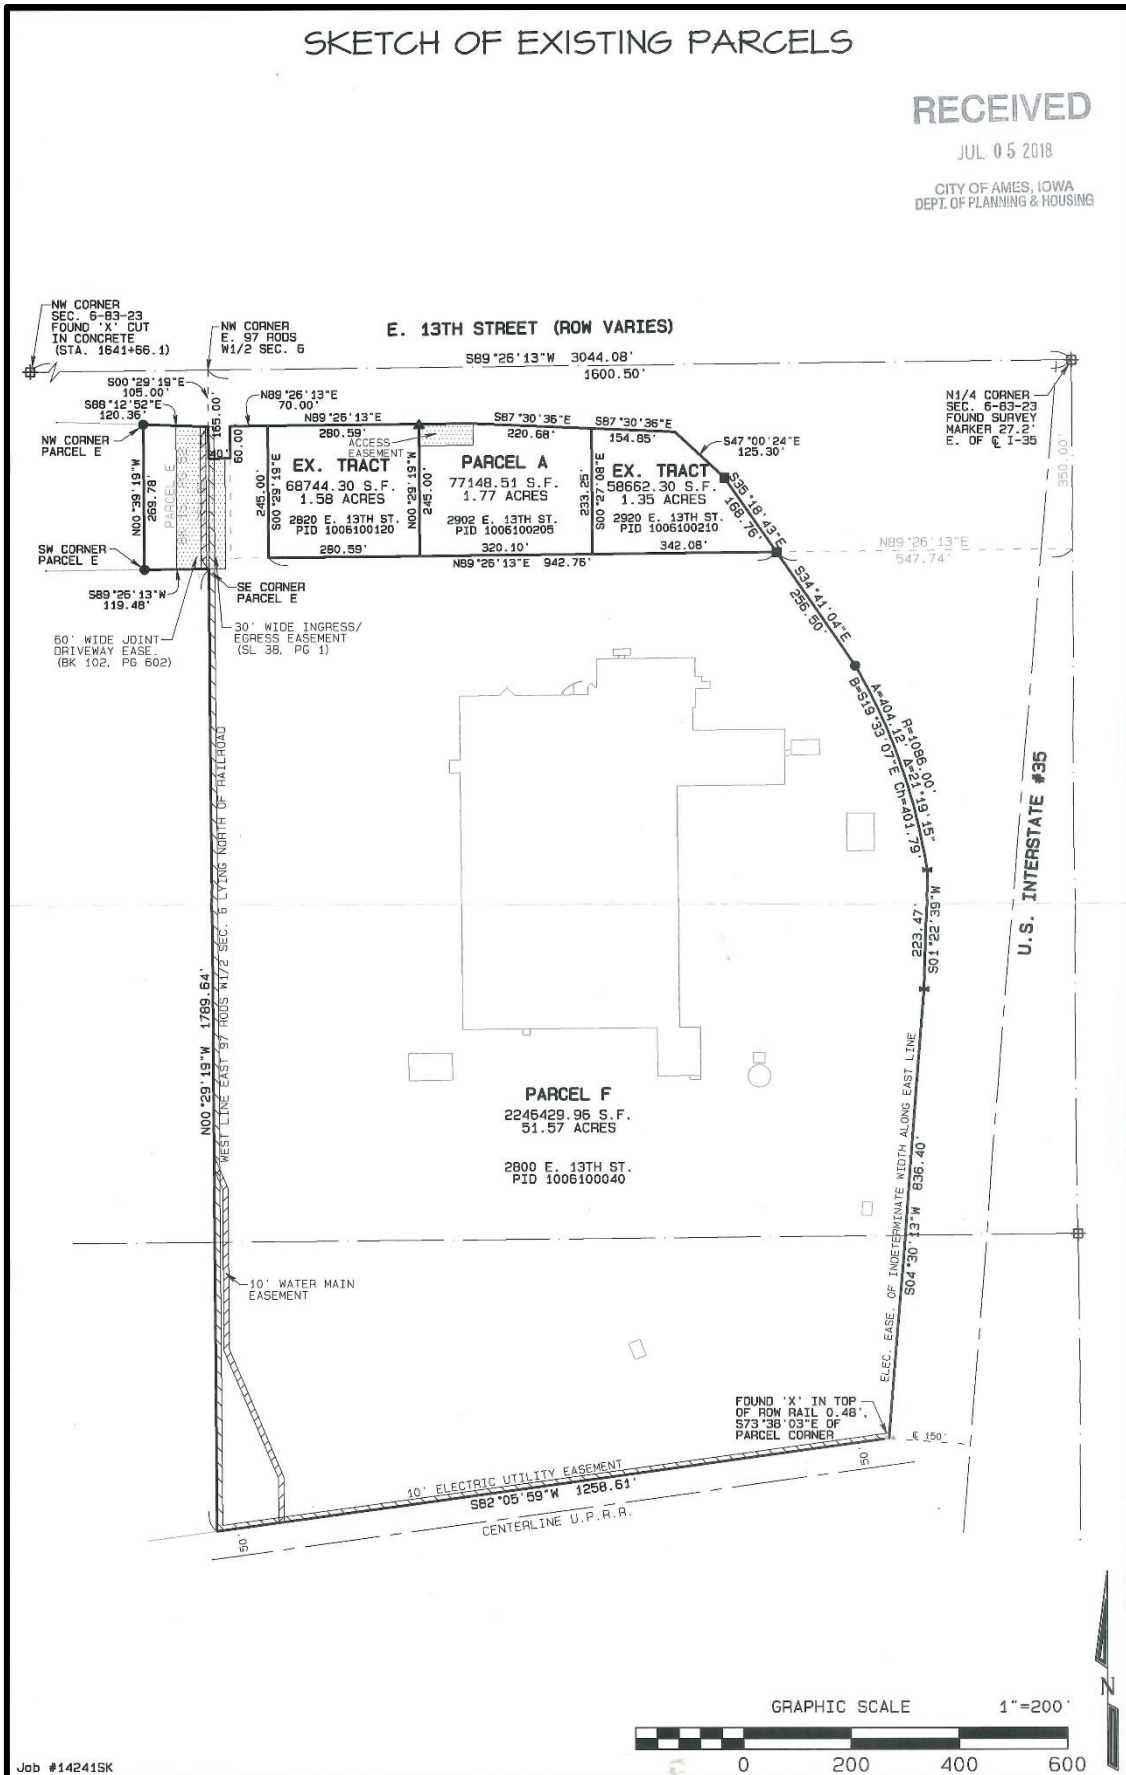 SKETCH OF EXISTING PARCELS
RECEIVED
JUL 05 2018
CITY OF AMES, IOWA
DEPT. OF PLANNING & HOUSING
NW CORNER
SEC. 6-83-23
FOUND 'X' CUT
IN CONCRETE
(STA. 1641+66.1)
NW CORNER
E. 97 RODS
W1/2 SEC. 6
E. 13TH STREET (ROW VARIES)
S89°26'13"W 3044.08'
1600.50'
N1/4 CORNER
SEC. 6-83-23
FOUND SURVEY
MARKER 27.2'
E. OF ℄ I-35
350.00'
S00°29'19"E
105.00'
S88°12'52"E
120.36'
165.00'
N89°26'13"E
70.00'
60.00'
N89°26'13"E
280.59'
S87°30'36"E
220.68'
S87°30'36"E
154.65'
S47°00'24"E
125.30'
S35°18'43"E
168.76'
NW CORNER
PARCEL E
N00°39'19"W
269.78'
PARCEL E
245.00'
S00°29'19"E
EX. TRACT
68744.30 S.F.
1.58 ACRES
2820 E. 13TH ST.
PID 1006100120
280.59'
ACCESS
EASEMENT
N00°29'19"W
245.00'
PARCEL A
77148.51 S.F.
1.77 ACRES
2902 E. 13TH ST.
PID 1006100205
320.10'
233.25'
S00°27'08"E
EX. TRACT
58662.30 S.F.
1.35 ACRES
2920 E. 13TH ST.
PID 1006100210
342.08'
N89°26'13"E 942.76'
N89°26'13"E
547.74'
SW CORNER
PARCEL E
S89°26'13"W
119.48'
SE CORNER
PARCEL E
60' WIDE JOINT
DRIVEWAY EASE.
(BK 102, PG 602)
30' WIDE INGRESS/
EGRESS EASEMENT
(SL 38, PG 1)
S34°41'04"E
256.50'
R=1086.00'
A=404.12' Δ=21°19'15"
B=S19°33'07"E Ch=401.79'
U.S. INTERSTATE #35
223.47'
S01°22'39"W
N00°29'19"W 1789.64'
WEST LINE EAST 97 RODS W1/2 SEC. 6 LYING NORTH OF RAILROAD
PARCEL F
2246429.96 S.F.
51.57 ACRES
2800 E. 13TH ST.
PID 1006100040
ELEC. EASE. OF INDETERMINATE WIDTH ALONG EAST LINE
S04°30'13"W 836.40'
10' WATER MAIN
EASEMENT
FOUND 'X' IN TOP
OF ROW RAIL 0.48',
S73°38'03"E OF
PARCEL CORNER
E 150'
10' ELECTRIC UTILITY EASEMENT
S82°05'59"W 1258.61'
50'
50'
CENTERLINE U.P.R.R.
N
GRAPHIC SCALE 1"=200'
0 200 400 600
Job #14241SK